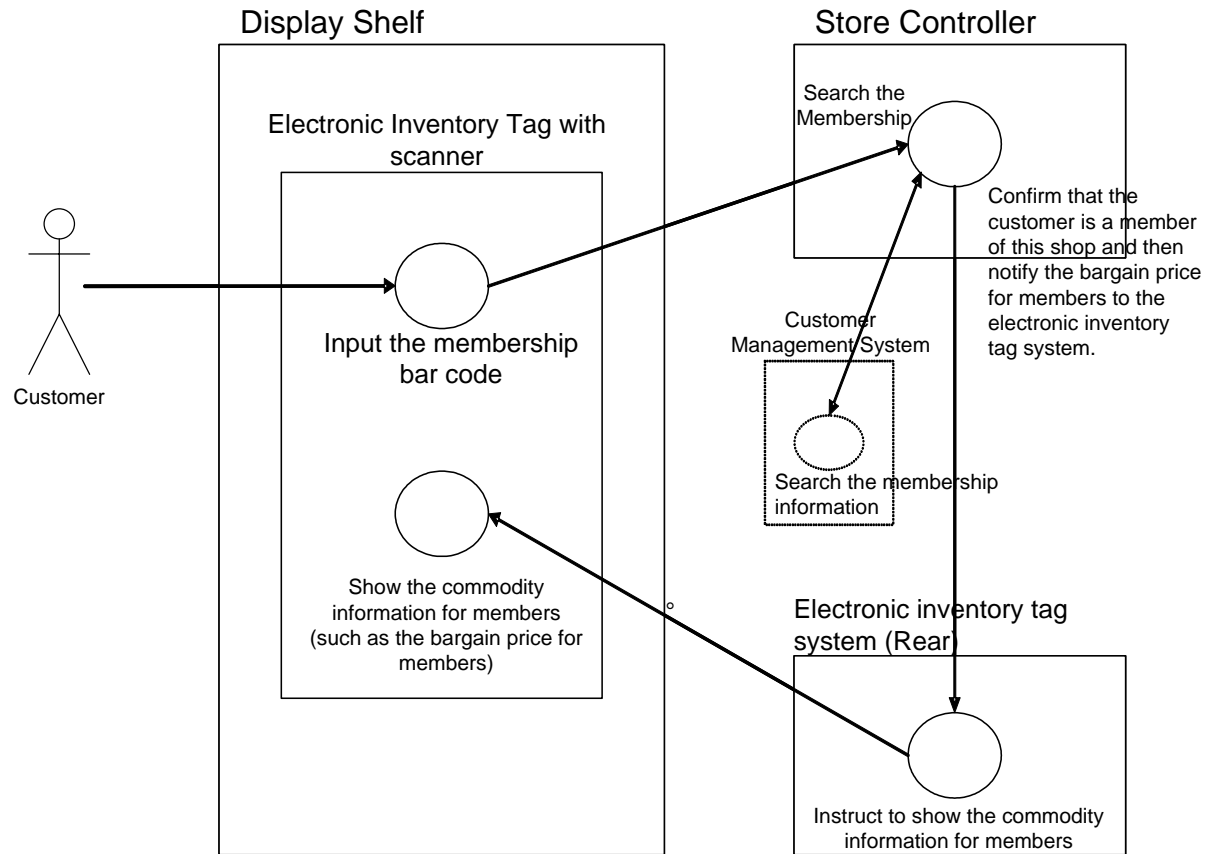 Display Shelf
Store Controller
Electronic Inventory Tag with
scanner
Search the
Membership
Confirm that the
customer is a member
of this shop and then
notify the bargain price
for members to the
electronic inventory
tag system.
Customer
Input the membership
bar code
Customer
Management System
Search the membership
information
Show the commodity
information for members
(such as the bargain price for
members)
Electronic inventory tag
system (Rear)
Instruct to show the commodity
information for members